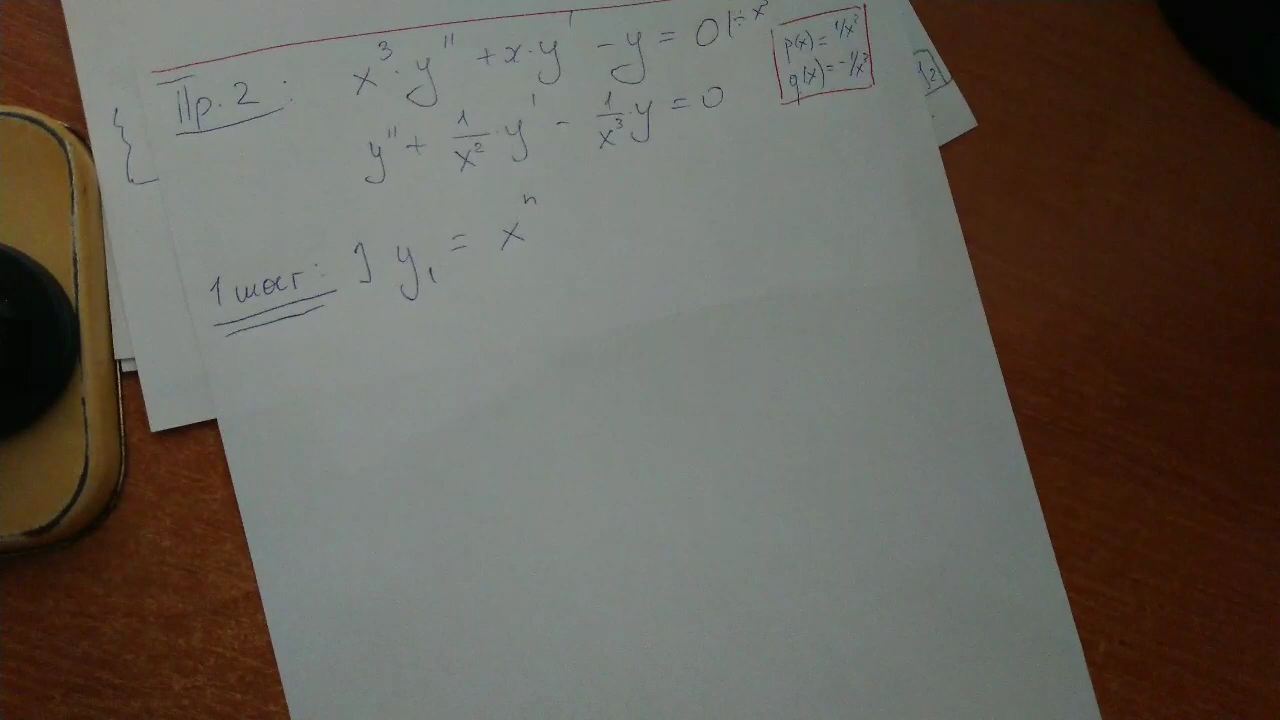 Пр. 2: x³·y'' + x·y' - y = 0 |÷x³
p(x) = 1/x²
q(x) = -1/x³
y'' + 1/x²·y' - 1/x³·y = 0
1 шаг: ] y₁ = xⁿ